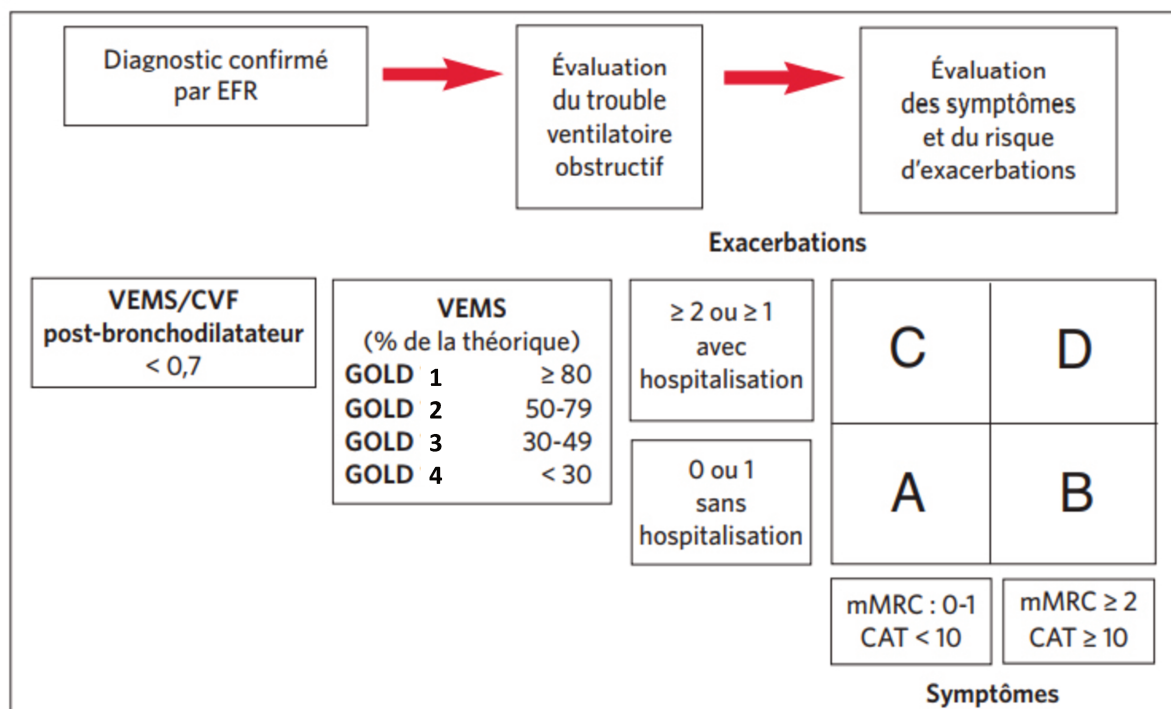 Diagnostic confirmé
par EFR
Évaluation
du trouble
ventilatoire
obstructif
Évaluation
des symptômes
et du risque
d'exacerbations
Exacerbations
VEMS/CVF
post-bronchodilatateur
< 0,7
VEMS
(% de la théorique)
GOLD 1 ≥ 80
GOLD 2 50-79
GOLD 3 30-49
GOLD 4 < 30
≥ 2 ou ≥ 1
avec
hospitalisation
0 ou 1
sans
hospitalisation
C D
A B
mMRC : 0-1
CAT < 10
mMRC ≥ 2
CAT ≥ 10
Symptômes